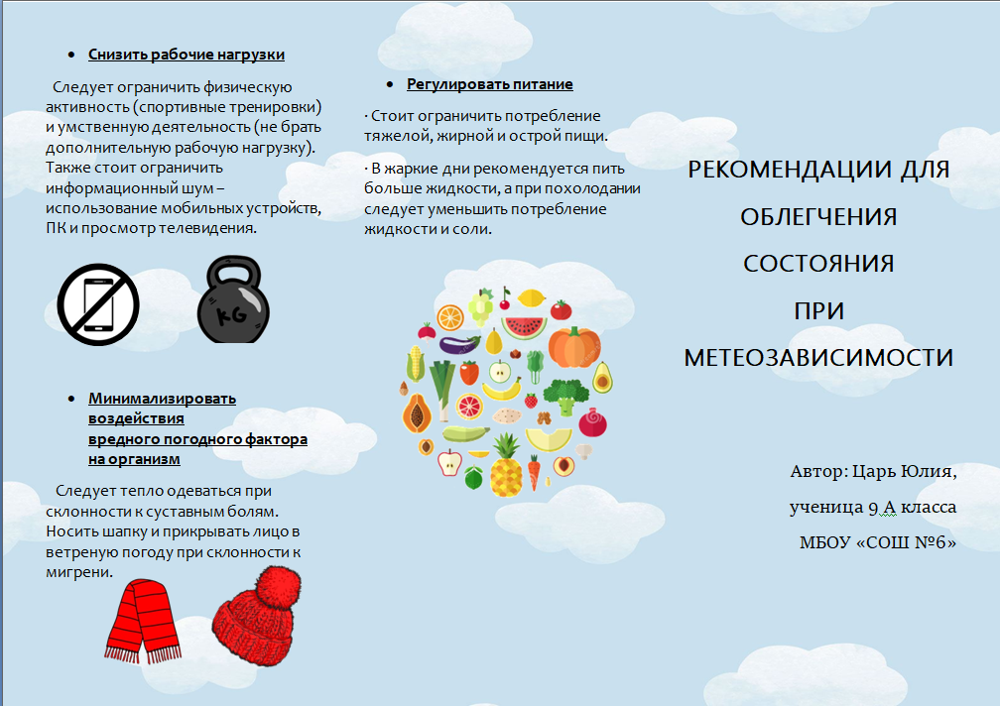 • Снизить рабочие нагрузки
Следует ограничить физическую
активность (спортивные тренировки)
и умственную деятельность (не брать
дополнительную рабочую нагрузку).
Также стоит ограничить
информационный шум –
использование мобильных устройств,
ПК и просмотр телевидения.
KG
• Минимализировать
воздействия
вредного погодного фактора
на организм
Следует тепло одеваться при
склонности к суставным болям.
Носить шапку и прикрывать лицо в
ветреную погоду при склонности к
мигрени.
• Регулировать питание
· Стоит ограничить потребление
тяжелой, жирной и острой пищи.
· В жаркие дни рекомендуется пить
больше жидкости, а при похолодании
следует уменьшить потребление
жидкости и соли.
РЕКОМЕНДАЦИИ ДЛЯ
ОБЛЕГЧЕНИЯ
СОСТОЯНИЯ
ПРИ
МЕТЕОЗАВИСИМОСТИ
Автор: Царь Юлия,
ученица 9 А класса
МБОУ «СОШ №6»